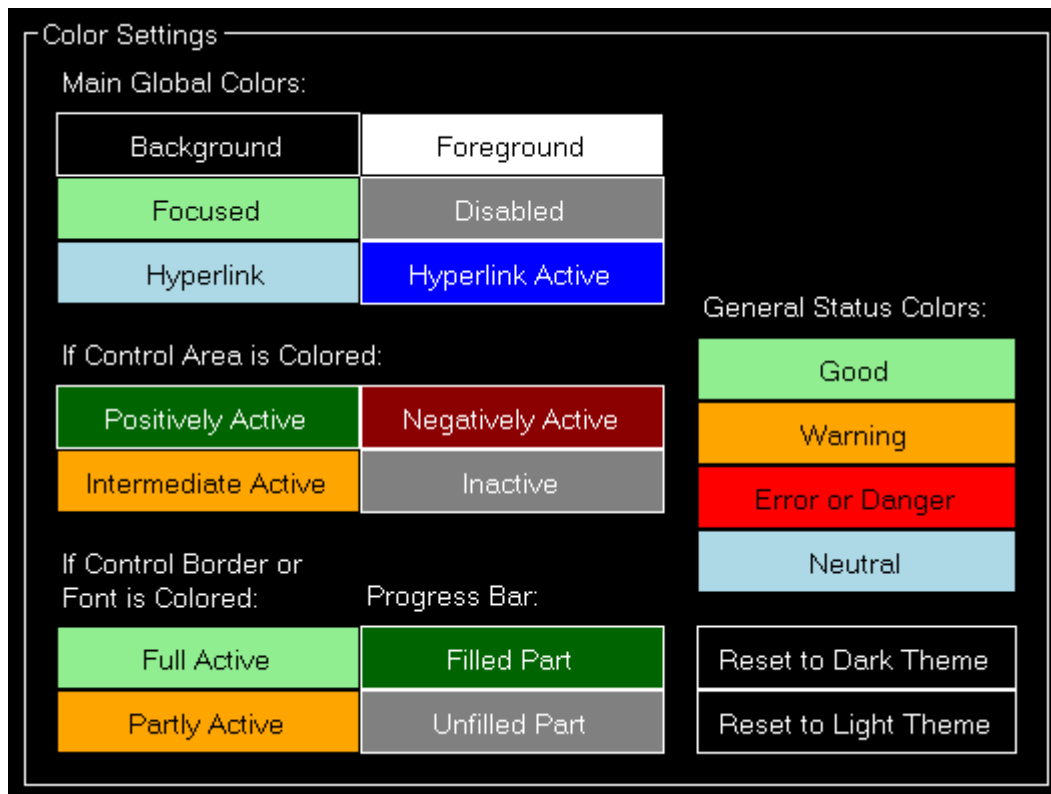 Color Settings
Main Global Colors:
Background
Foreground
Focused
Disabled
Hyperlink
Hyperlink Active
If Control Area is Colored:
Positively Active
Negatively Active
Intermediate Active
Inactive
If Control Border or
Font is Colored:
Full Active
Partly Active
Progress Bar:
Filled Part
Unfilled Part
General Status Colors:
Good
Warning
Error or Danger
Neutral
Reset to Dark Theme
Reset to Light Theme